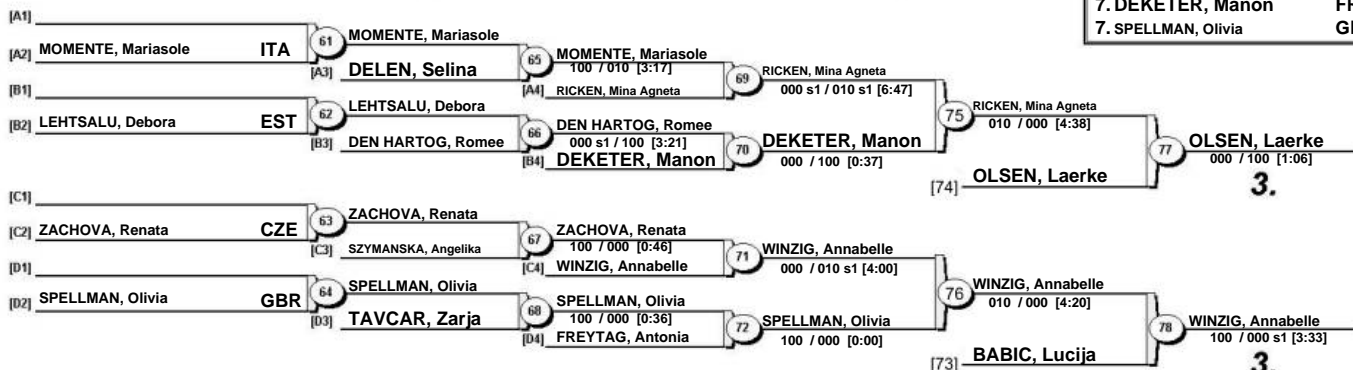 7. DEKETER, Manon
7. SPELLMAN, Olivia
[A1]
[A2] MOMENTE, Mariasole ITA
61
MOMENTE, Mariasole
[A3] DELEN, Selina
65
MOMENTE, Mariasole
100 / 010 [3:17]
[A4] RICKEN, Mina Agneta
69
RICKEN, Mina Agneta
000 s1 / 010 s1 [6:47]
[B1]
[B2] LEHTSALU, Debora EST
62
LEHTSALU, Debora
[B3] DEN HARTOG, Romee
66
DEN HARTOG, Romee
000 s1 / 100 [3:21]
[B4] DEKETER, Manon
70
DEKETER, Manon
000 / 100 [0:37]
75
RICKEN, Mina Agneta
010 / 000 [4:38]
[74] OLSEN, Laerke
77
OLSEN, Laerke
000 / 100 [1:06]
3.
[C1]
[C2] ZACHOVA, Renata CZE
63
ZACHOVA, Renata
[C3] SZYMANSKA, Angelika
67
ZACHOVA, Renata
100 / 000 [0:46]
[C4] WINZIG, Annabelle
71
WINZIG, Annabelle
000 / 010 s1 [4:00]
[D1]
[D2] SPELLMAN, Olivia GBR
64
SPELLMAN, Olivia
[D3] TAVCAR, Zarja
68
SPELLMAN, Olivia
100 / 000 [0:36]
[D4] FREYTAG, Antonia
72
SPELLMAN, Olivia
100 / 000 [0:00]
76
WINZIG, Annabelle
010 / 000 [4:20]
[73] BABIC, Lucija
78
WINZIG, Annabelle
100 / 000 s1 [3:33]
3.